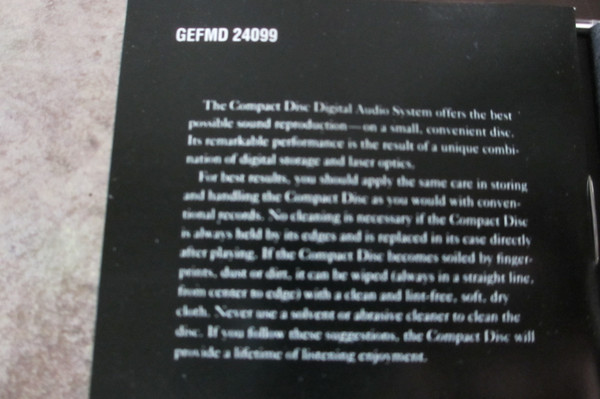 GEFMD 24099
The Compact Disc Digital Audio System offers the best
possible sound reproduction—on a small, convenient disc.
Its remarkable performance is the result of a unique combi-
nation of digital storage and laser optics.
For best results, you should apply the same care in storing
and handling the Compact Disc as you would with conven-
tional records. No cleaning is necessary if the Compact Disc
is always held by its edges and is replaced in its case directly
after playing. If the Compact Disc becomes soiled by finger-
prints, dust or dirt, it can be wiped (always in a straight line,
from center to edge) with a clean and lint-free, soft, dry
cloth. Never use a solvent or abrasive cleaner to clean the
disc. If you follow these suggestions, the Compact Disc will
provide a lifetime of listening enjoyment.